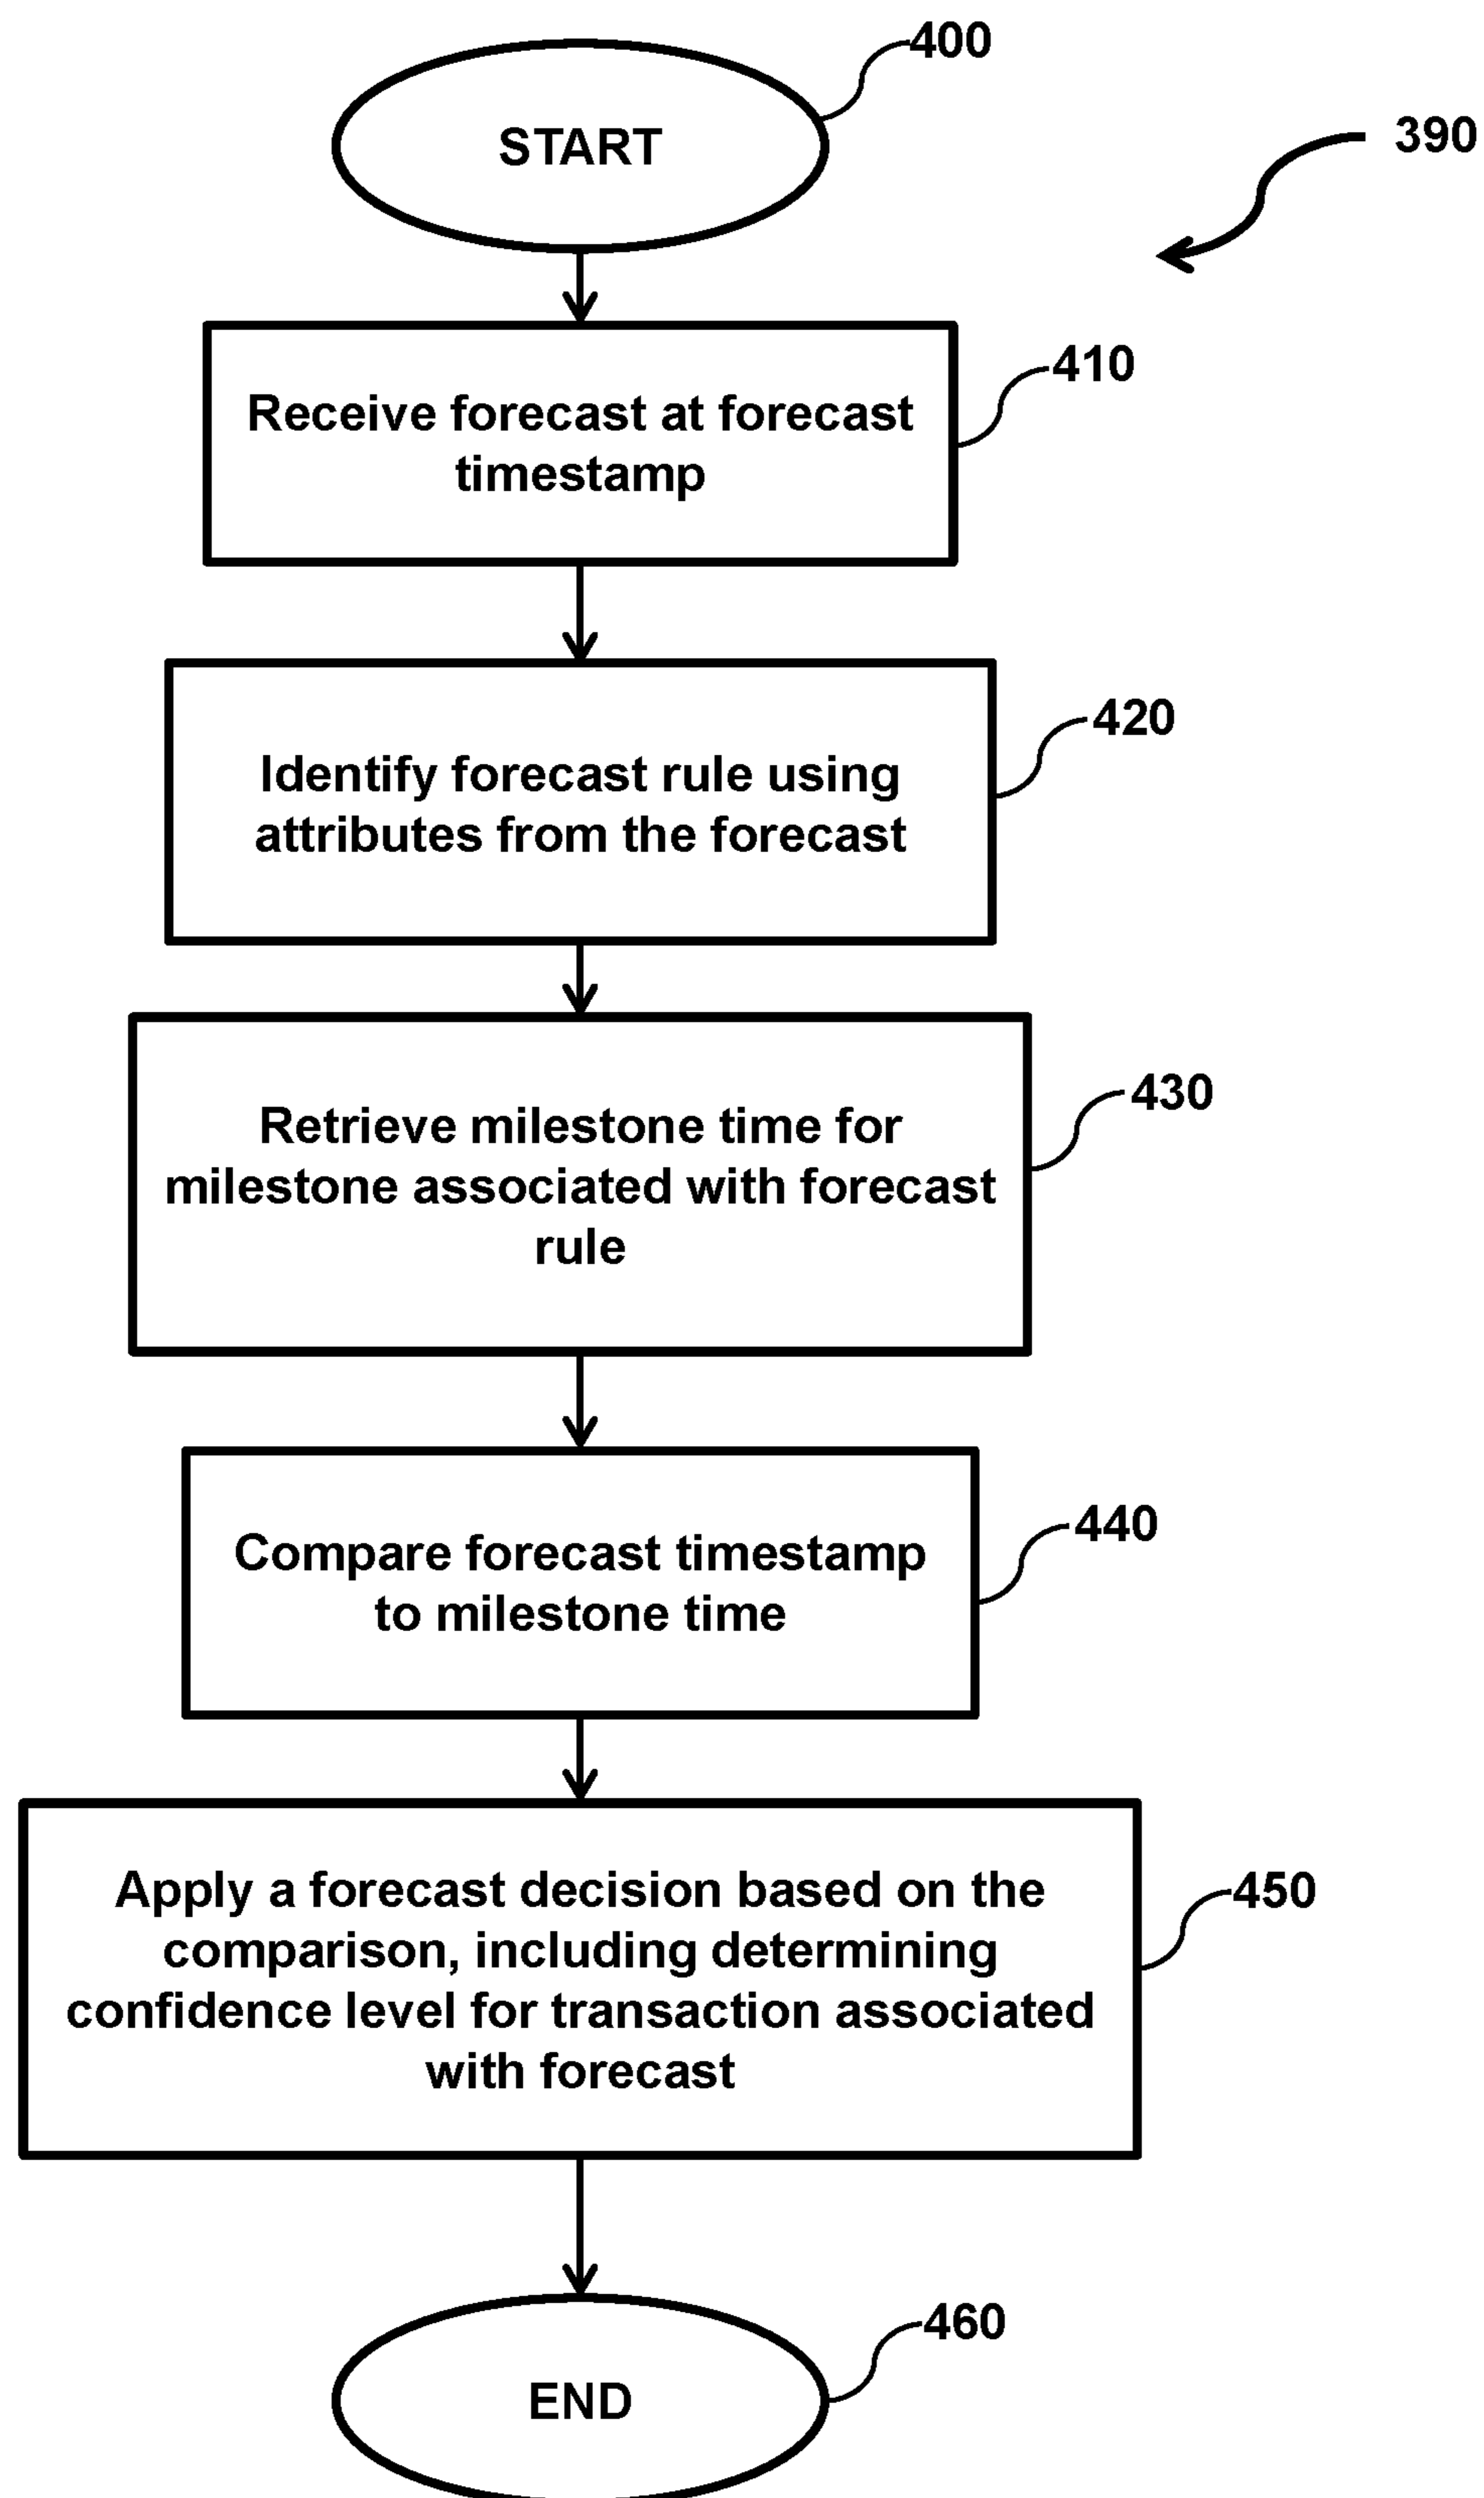 400
START
390
410
Receive forecast at forecast
timestamp
420
Identify forecast rule using
attributes from the forecast
430
Retrieve milestone time for
milestone associated with forecast
rule
440
Compare forecast timestamp
to milestone time
450
Apply a forecast decision based on the
comparison, including determining
confidence level for transaction associated
with forecast
460
END